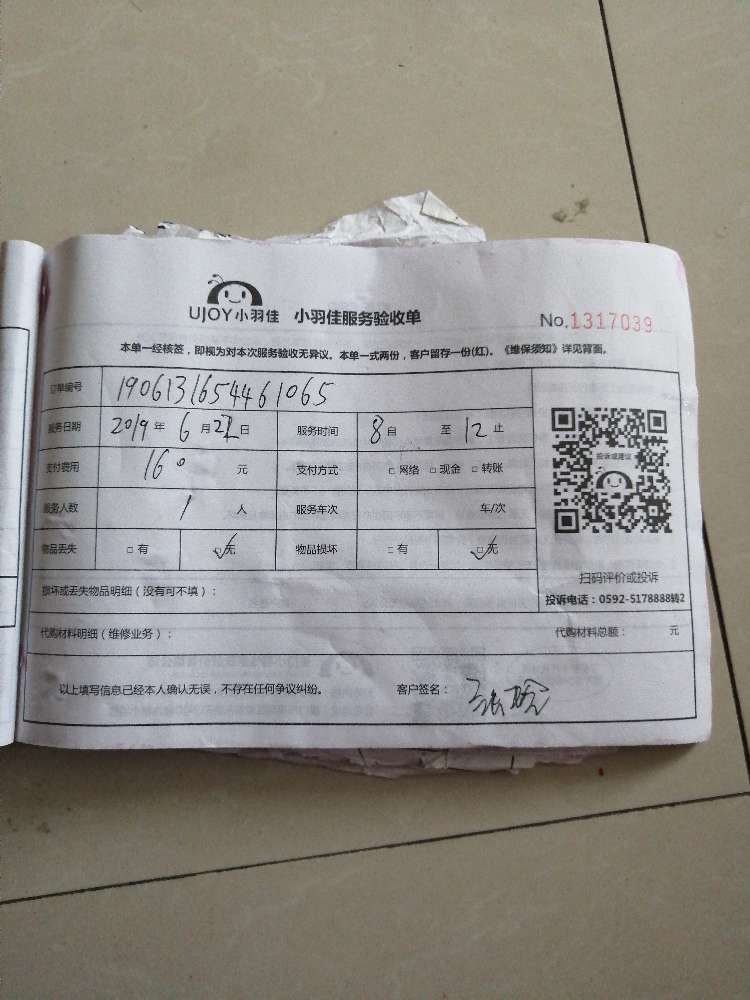 UJOY小羽佳 小羽佳服务验收单 No.1317039
本单一经核签，即视为对本次服务验收无异议。本单一式两份，客户留存一份(红)。《维保须知》详见背面。
订单编号 1906131654461065
服务日期 2019 年 6 月 日 服务时间 8 自 至 12 止
支付费用 160 元 支付方式 □ 网络 □ 现金 □ 转账
服务人数 1 人 服务车次 车/次
物品丢失 □ 有 □ 无 物品损坏 □ 有 □ 无
投诉或建议
扫码评价或投诉
投诉电话：0592-5178888转2
损坏或丢失物品明细（没有可不填）：
代购材料明细（维修业务）： 代购材料总额： 元
以上填写信息已经本人确认无误，不存在任何争议纠纷。 客户签名：